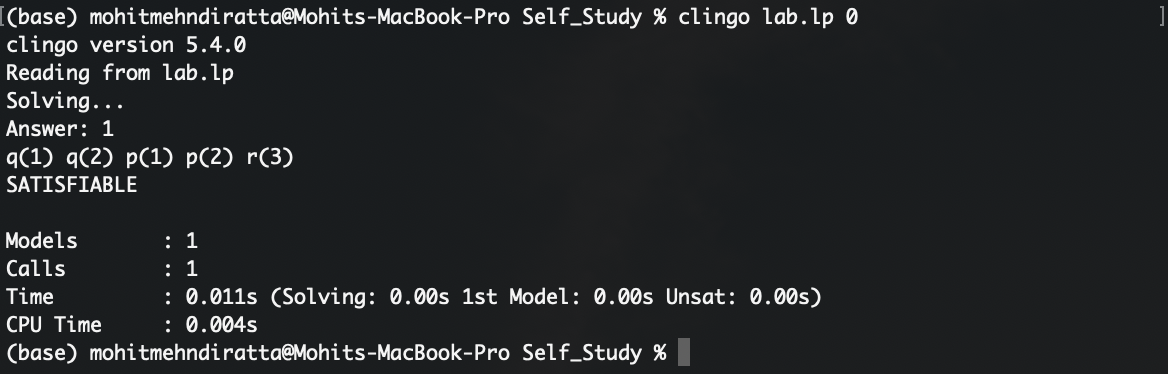 [(base) mohitmehndiratta@Mohits-MacBook-Pro Self_Study % clingo lab.lp 0 ]
clingo version 5.4.0
Reading from lab.lp
Solving...
Answer: 1
q(1) q(2) p(1) p(2) r(3)
SATISFIABLE
Models : 1
Calls : 1
Time : 0.011s (Solving: 0.00s 1st Model: 0.00s Unsat: 0.00s)
CPU Time : 0.004s
(base) mohitmehndiratta@Mohits-MacBook-Pro Self_Study %